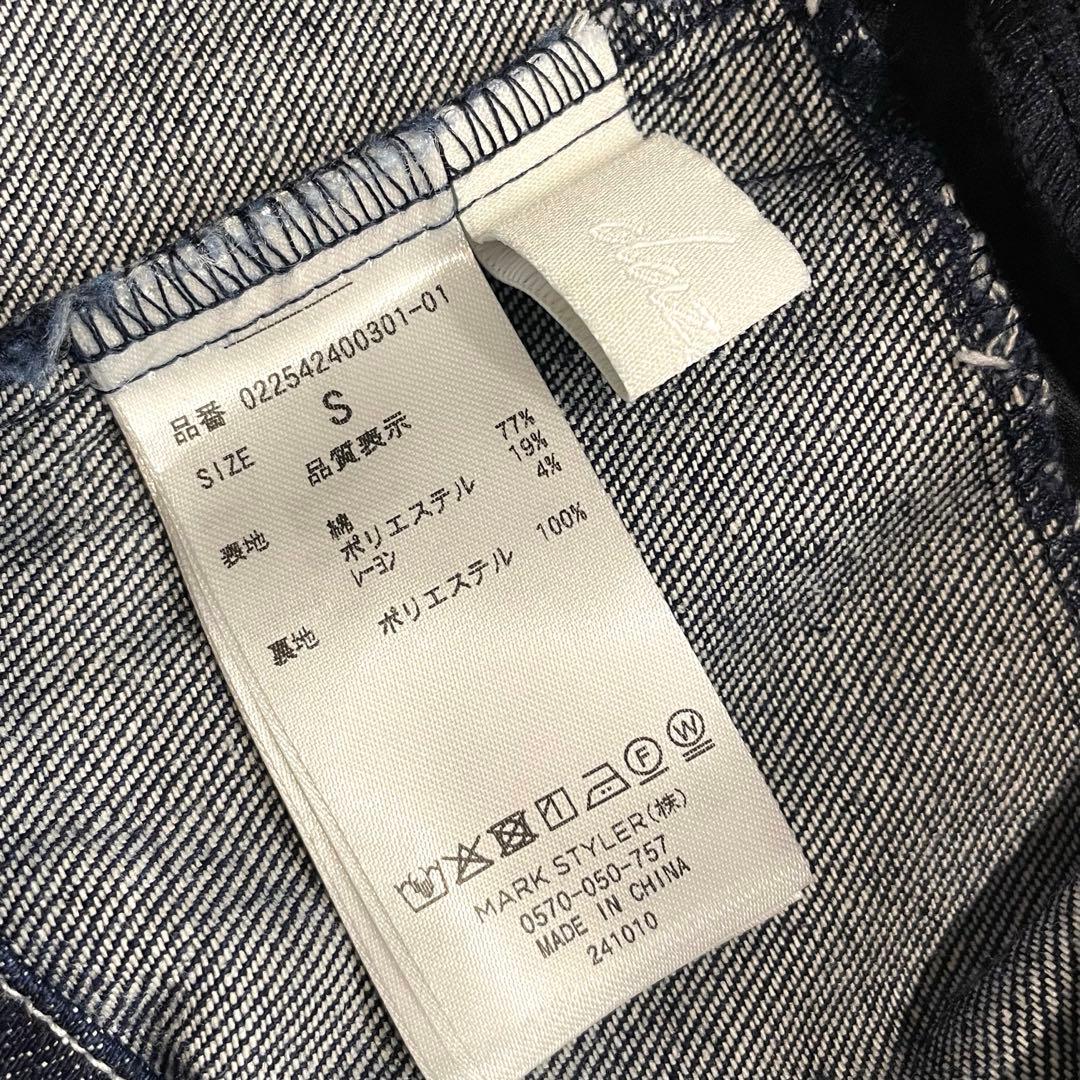 品番 022542400301-01
SIZE S
品質表示
表地 綿 77%
ポリエステル 19%
レーヨン 4%
裏地 ポリエステル 100%
F W
MARK STYLER(株)
0570-050-757
MADE IN CHINA
241010